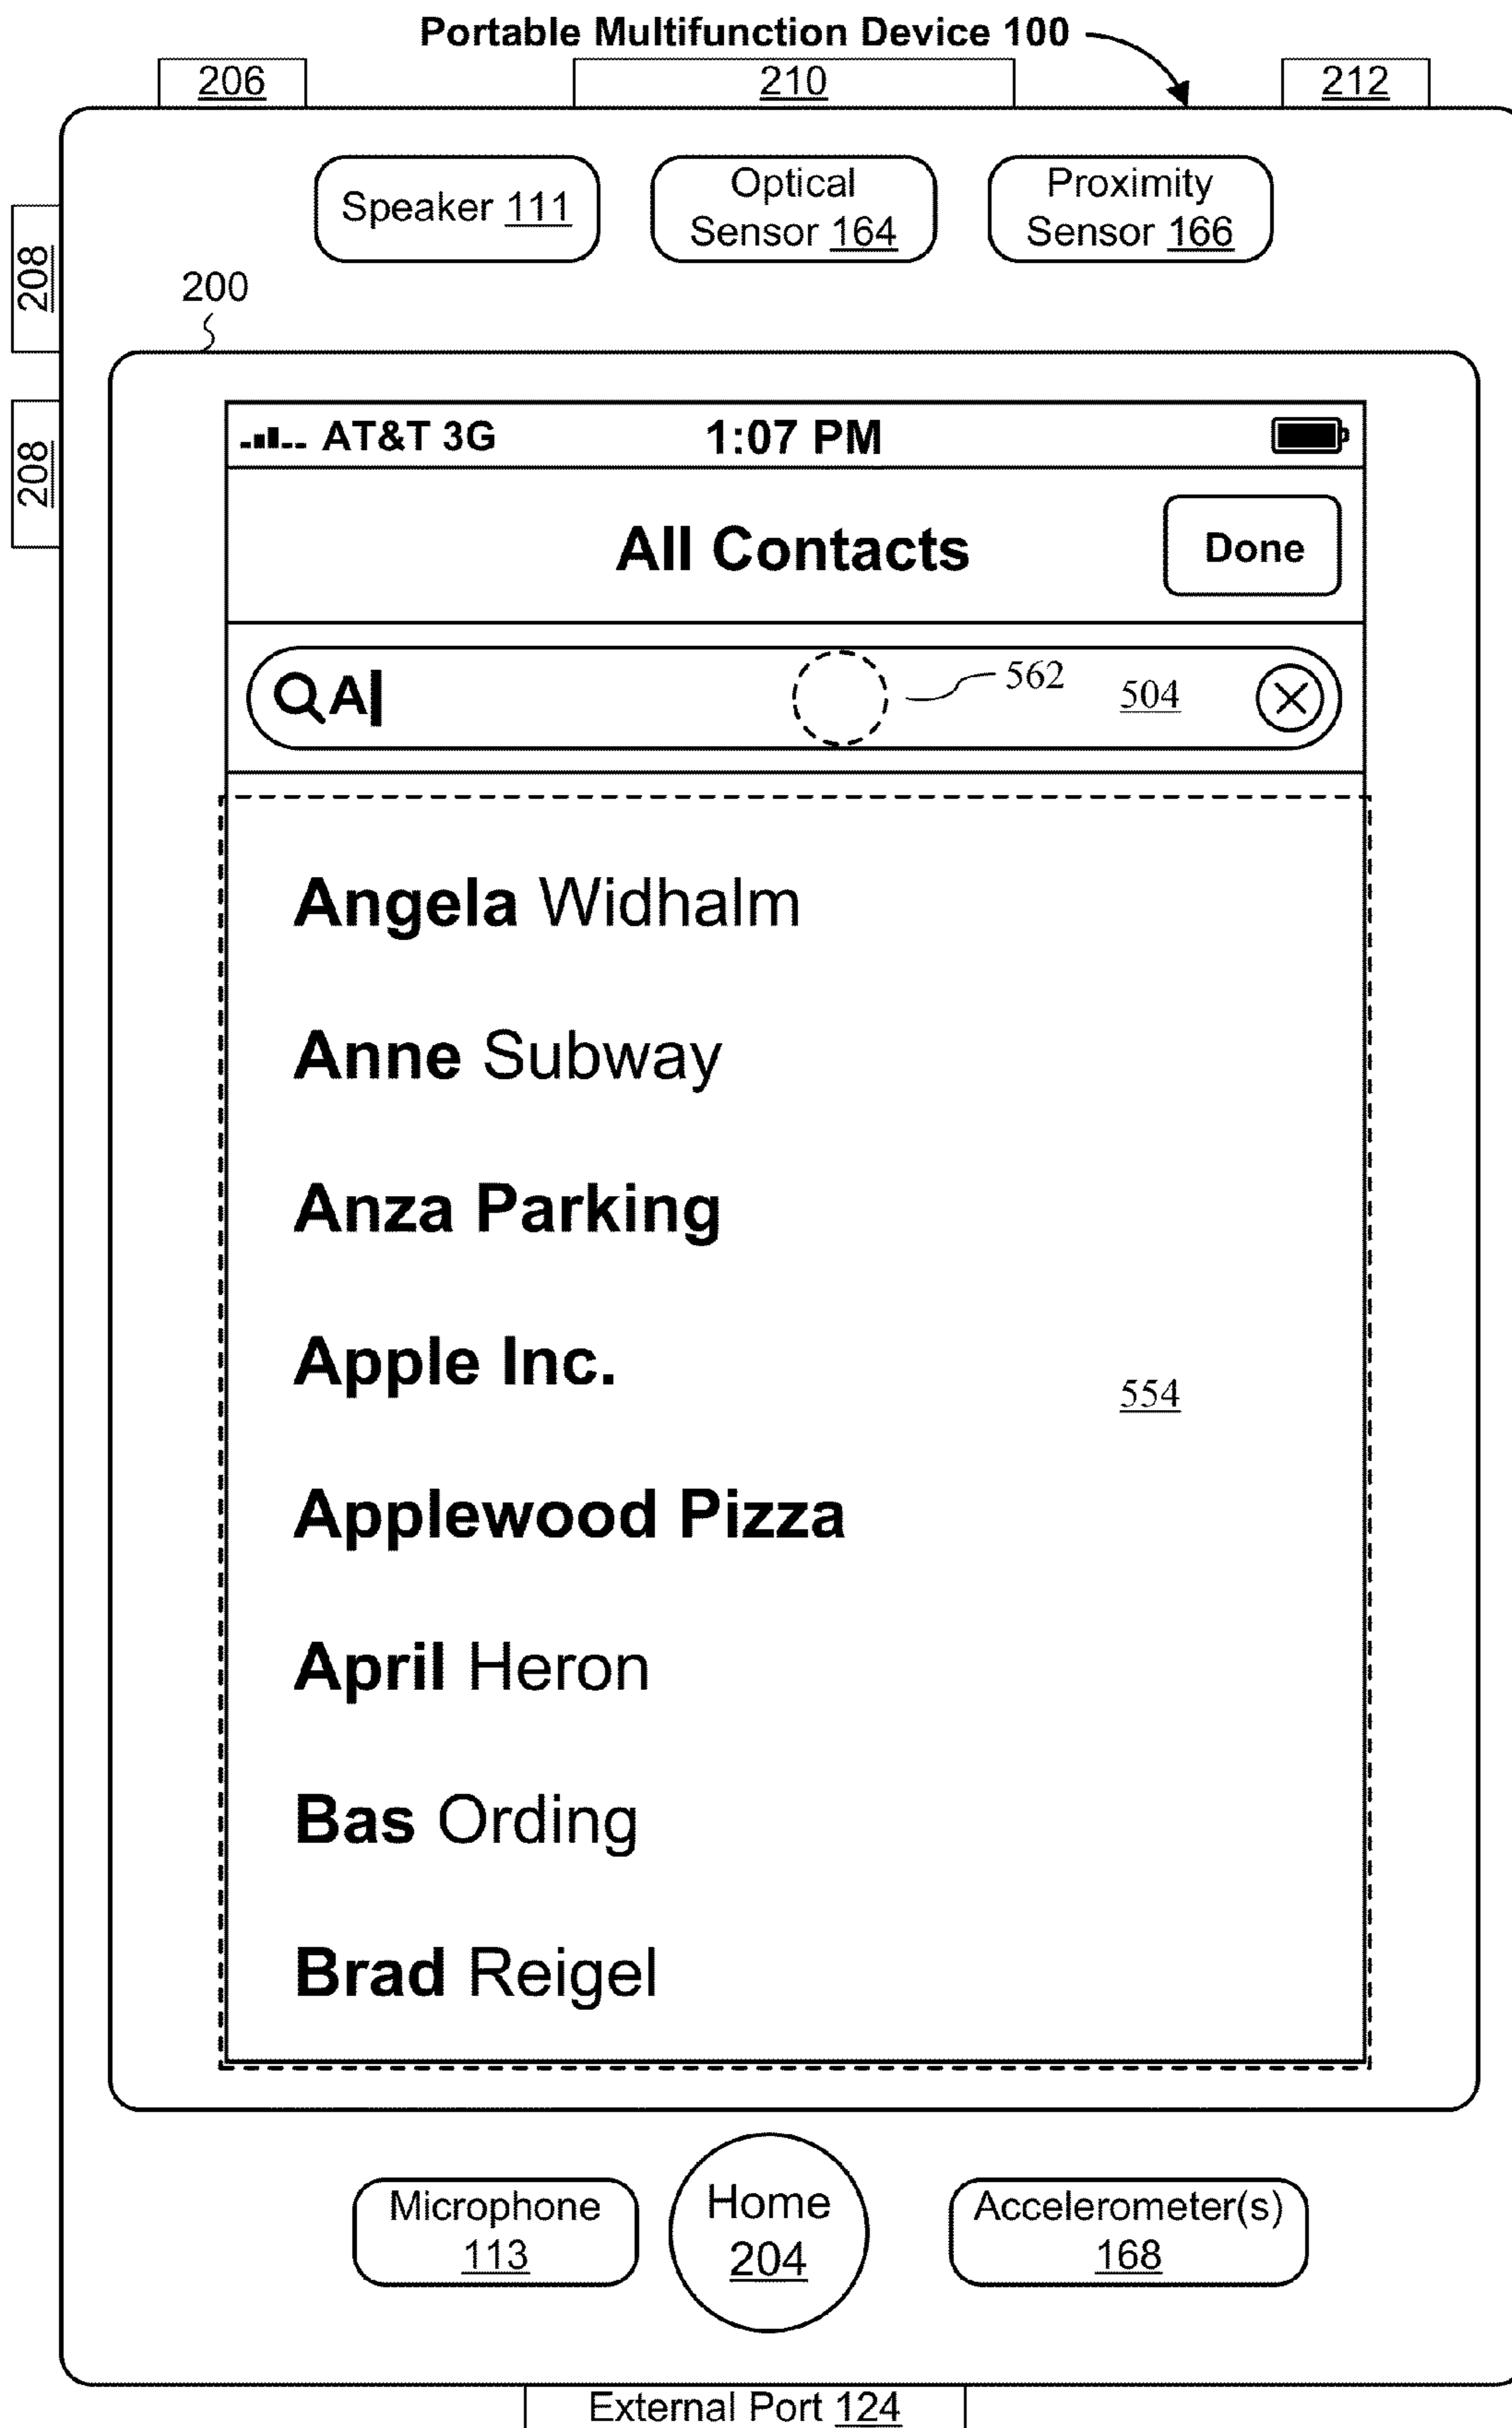 Portable Multifunction Device 100
206
210
212
Speaker 111
Optical
Sensor 164
Proximity
Sensor 166
208
200
208
AT&T 3G
1:07 PM
All Contacts
Done
A
562
504
Angela Widhalm
Anne Subway
Anza Parking
Apple Inc.
554
Applewood Pizza
April Heron
Bas Ording
Brad Reigel
Microphone
113
Home
204
Accelerometer(s)
168
External Port 124